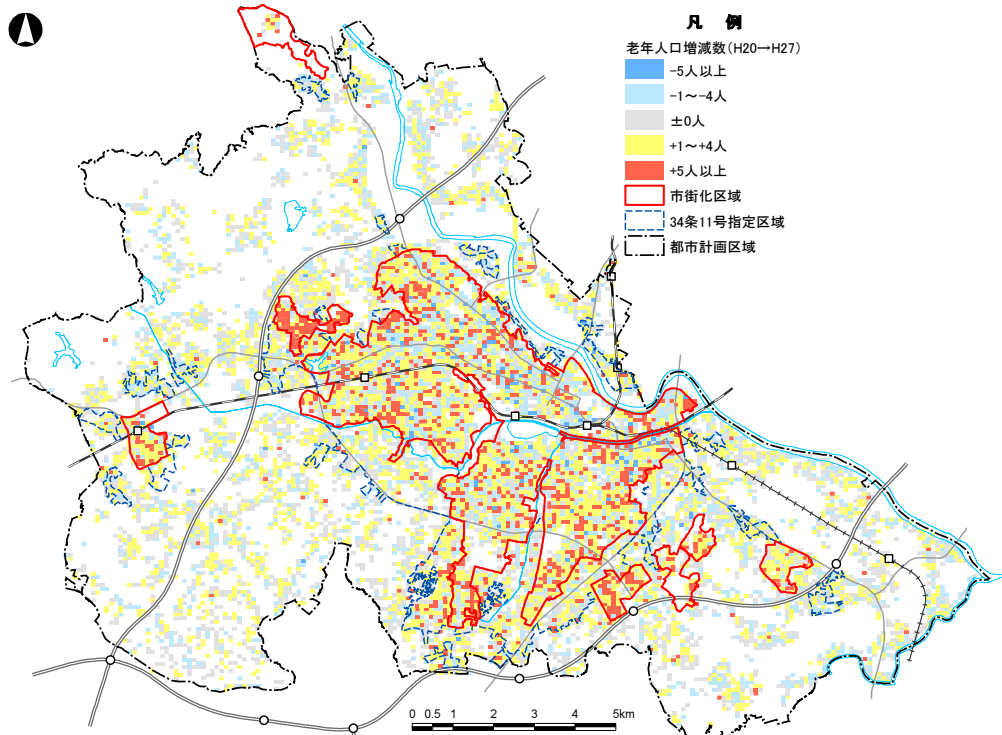 凡 例
老年人口増減数(H20→H27)
-5人以上
-1~-4人
±0人
+1~+4人
+5人以上
市街化区域
34条11号指定区域
都市計画区域
0 0.5 1 2 3 4 5km